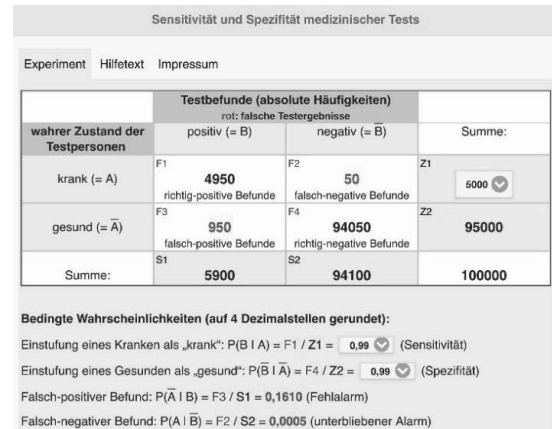 Sensitivität und Spezifität medizinischer Tests
Experiment Hilfetext Impressum
Testbefunde (absolute Häufigkeiten)
rot: falsche Testergebnisse
wahrer Zustand der Testpersonen
positiv (= B) negativ (= B̅) Summe:
krank (= A)
F1 4950 richtig-positive Befunde
F2 50 falsch-negative Befunde
Z1 5000
gesund (= A̅)
F3 950 falsch-positive Befunde
F4 94050 richtig-negative Befunde
Z2 95000
Summe:
S1 5900
S2 94100
100000
Bedingte Wahrscheinlichkeiten (auf 4 Dezimalstellen gerundet):
Einstufung eines Kranken als „krank“: P(B I A) = F1 / Z1 = 0,99 (Sensitivität)
Einstufung eines Gesunden als „gesund“: P(B̅ I A̅) = F4 / Z2 = 0,99 (Spezifität)
Falsch-positiver Befund: P(A̅ I B) = F3 / S1 = 0,1610 (Fehlalarm)
Falsch-negativer Befund: P(A I B̅) = F2 / S2 = 0,0005 (unterbliebener Alarm)